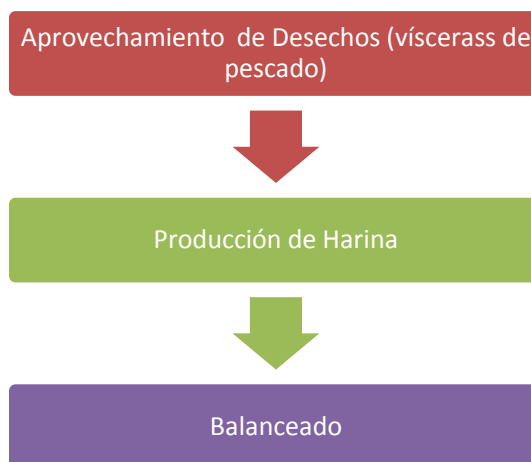 Aprovechamiento  de Desechos (víscerass de
pescado)
Producción de Harina
Balanceado